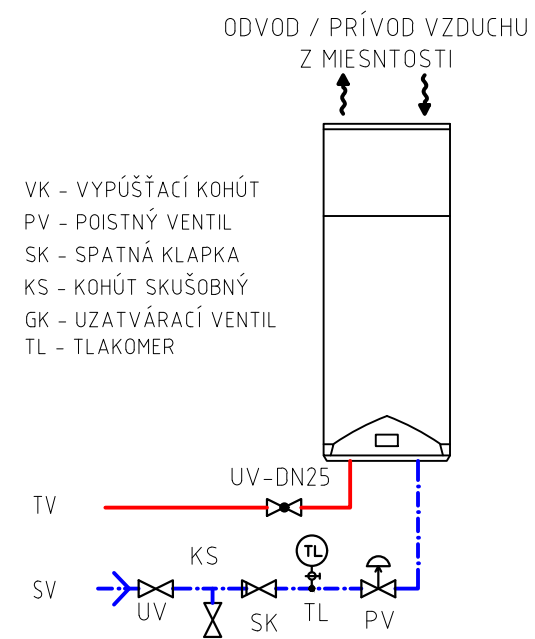 ODVOD / PRÍVOD VZDUCHU
Z MIESNTOSTI
VK - VYPÚŠŤACÍ KOHÚT
PV - POISTNÝ VENTIL
SK - SPATNÁ KLAPKA
KS - KOHÚT SKUŠOBNÝ
GK - UZATVÁRACÍ VENTIL
TL - TLAKOMER
UV-DN25
TV
TL
KS
SV
UV
SK
TL
PV